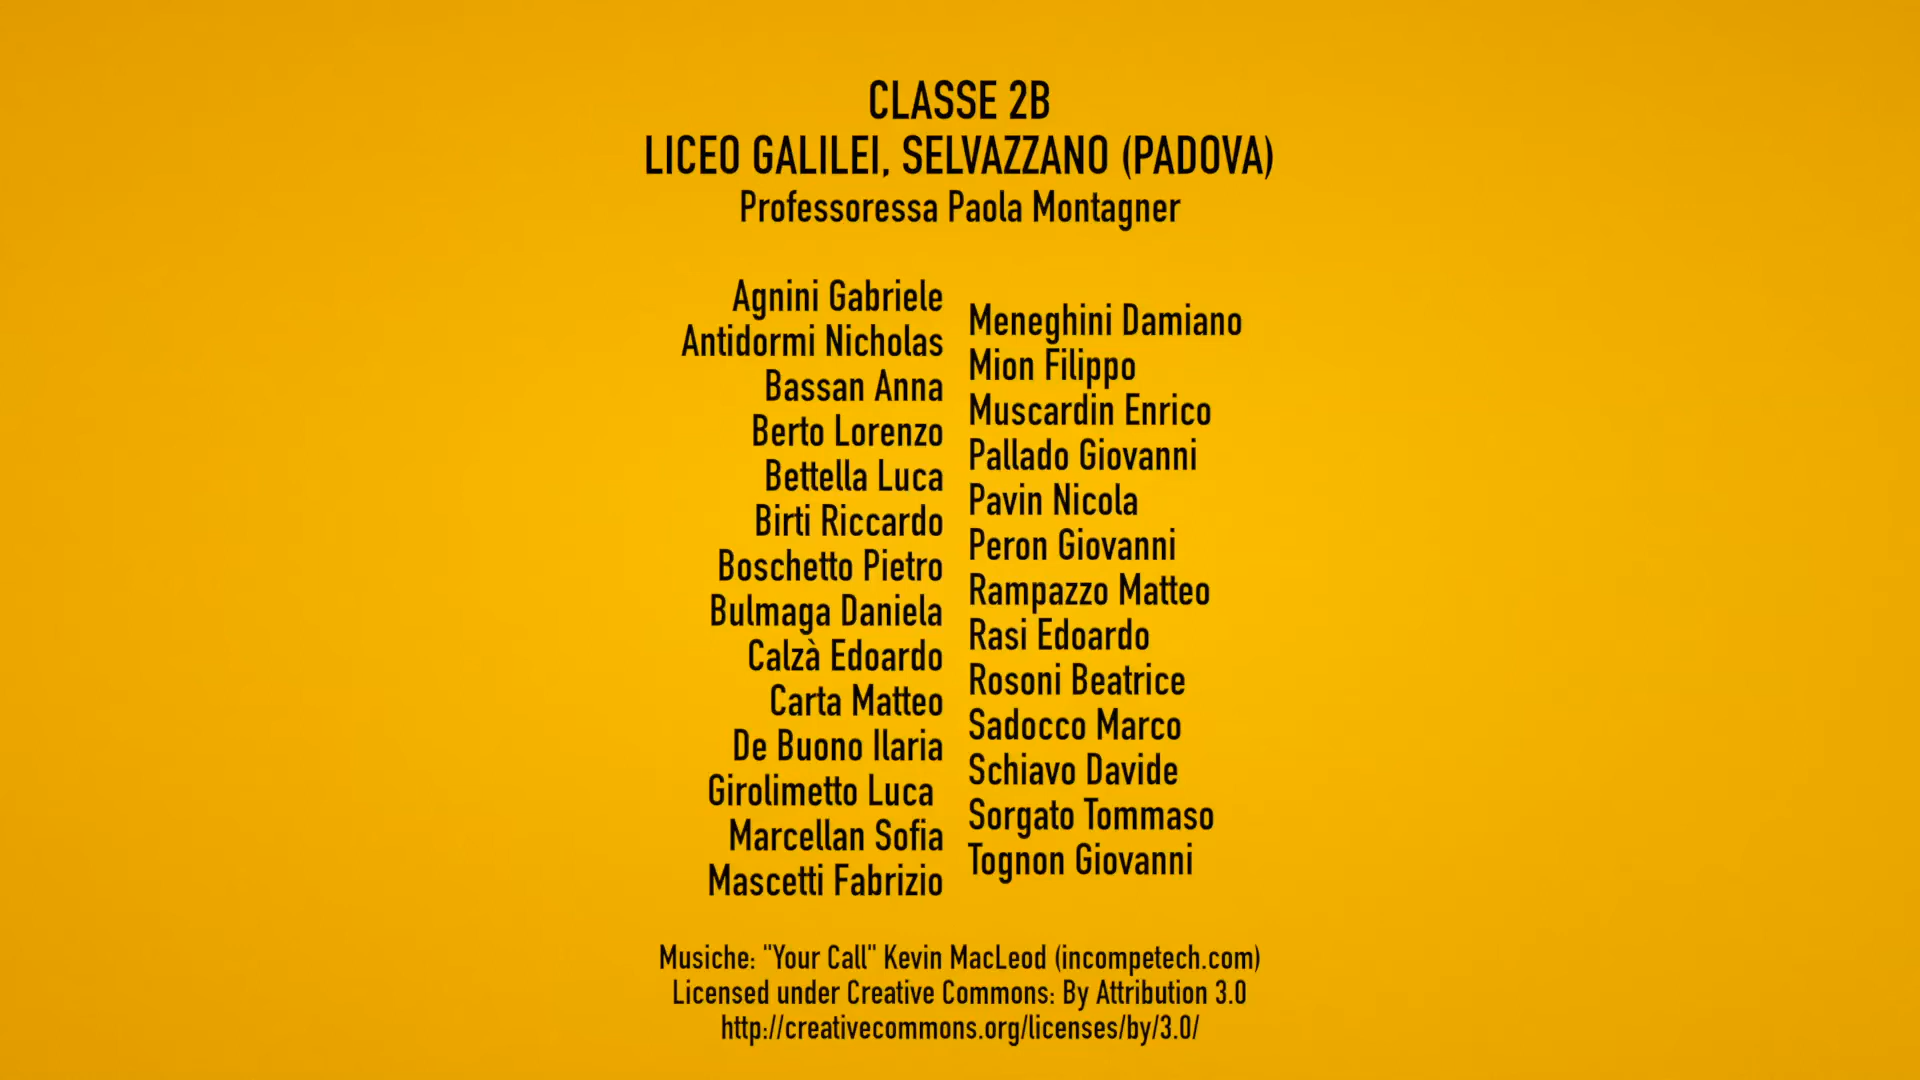 CLASSE 2B
LICEO GALILEI, SELVAZZANO (PADOVA)
Professoressa Paola Montagner
Agnini Gabriele
Antidormi Nicholas
Bassan Anna
Berto Lorenzo
Bettella Luca
Birti Riccardo
Boschetto Pietro
Bulmaga Daniela
Calzà Edoardo
Carta Matteo
De Buono Ilaria
Girolimetto Luca
Marcellan Sofia
Mascetti Fabrizio
Meneghini Damiano
Mion Filippo
Muscardin Enrico
Pallado Giovanni
Pavin Nicola
Peron Giovanni
Rampazzo Matteo
Rasi Edoardo
Rosoni Beatrice
Sadocco Marco
Schiavo Davide
Sorgato Tommaso
Tognon Giovanni
Musiche: "Your Call" Kevin MacLeod (incompetech.com)
Licensed under Creative Commons: By Attribution 3.0
http://creativecommons.org/licenses/by/3.0/